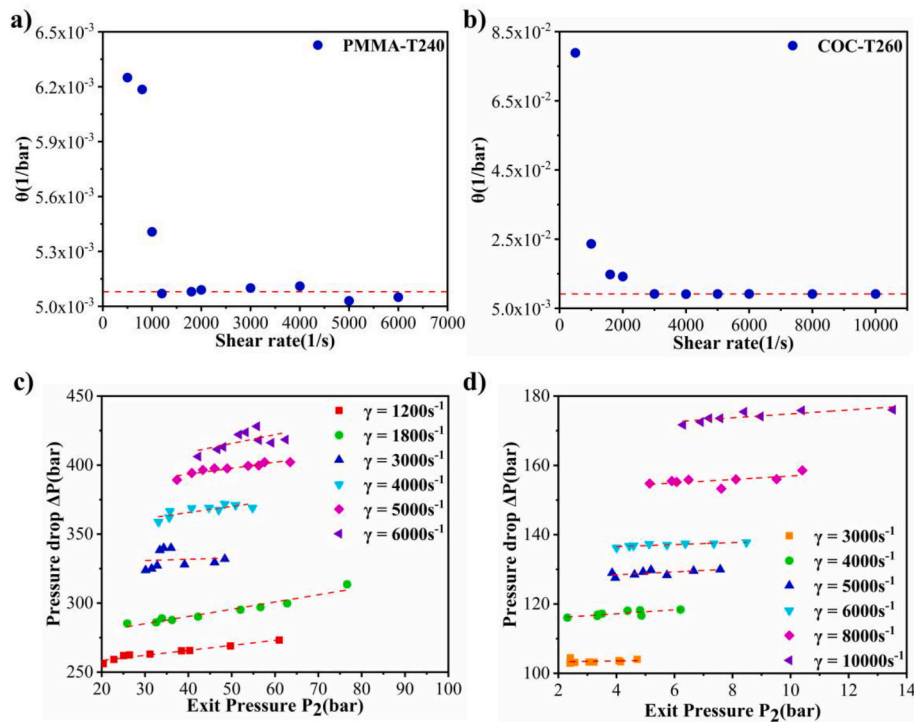 a)
PMMA-T240
6.5x10⁻³
6.2x10⁻³
5.9x10⁻³
5.6x10⁻³
5.3x10⁻³
5.0x10⁻³
θ(1/bar)
0 1000 2000 3000 4000 5000 6000 7000
Shear rate(1/s)
b)
COC-T260
8.5x10⁻²
6.5x10⁻²
4.5x10⁻²
2.5x10⁻²
5.0x10⁻³
θ(1/bar)
0 2000 4000 6000 8000 10000
Shear rate(1/s)
c)
450
400
350
300
250
Pressure drop ΔP(bar)
γ = 1200s⁻¹
γ = 1800s⁻¹
γ = 3000s⁻¹
γ = 4000s⁻¹
γ = 5000s⁻¹
γ = 6000s⁻¹
20 30 40 50 60 70 80 90 100
Exit Pressure P₂(bar)
d)
180
160
140
120
100
Pressure drop ΔP(bar)
γ = 3000s⁻¹
γ = 4000s⁻¹
γ = 5000s⁻¹
γ = 6000s⁻¹
γ = 8000s⁻¹
γ = 10000s⁻¹
2 4 6 8 10 12 14
Exit Pressure P₂(bar)